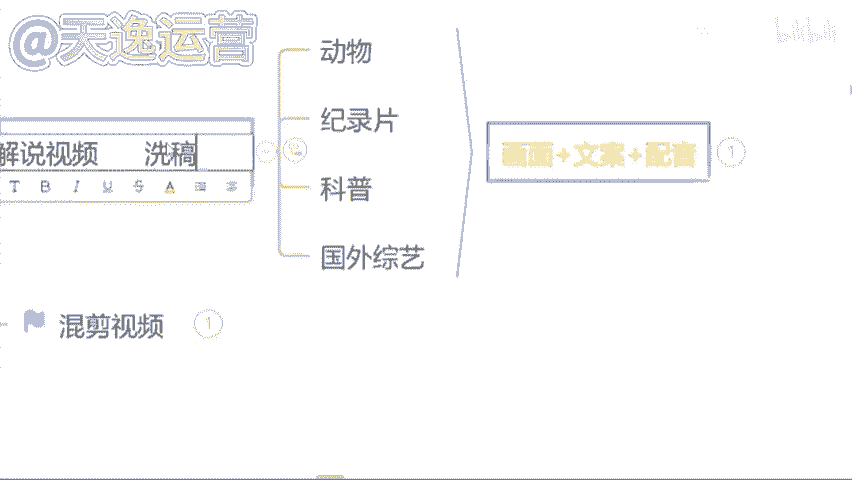 @天逸运营
bilibili
动物
纪录片
解说视频 洗稿
画面+文案+配音 1
T B I U S A
科普
国外综艺
混剪视频 1